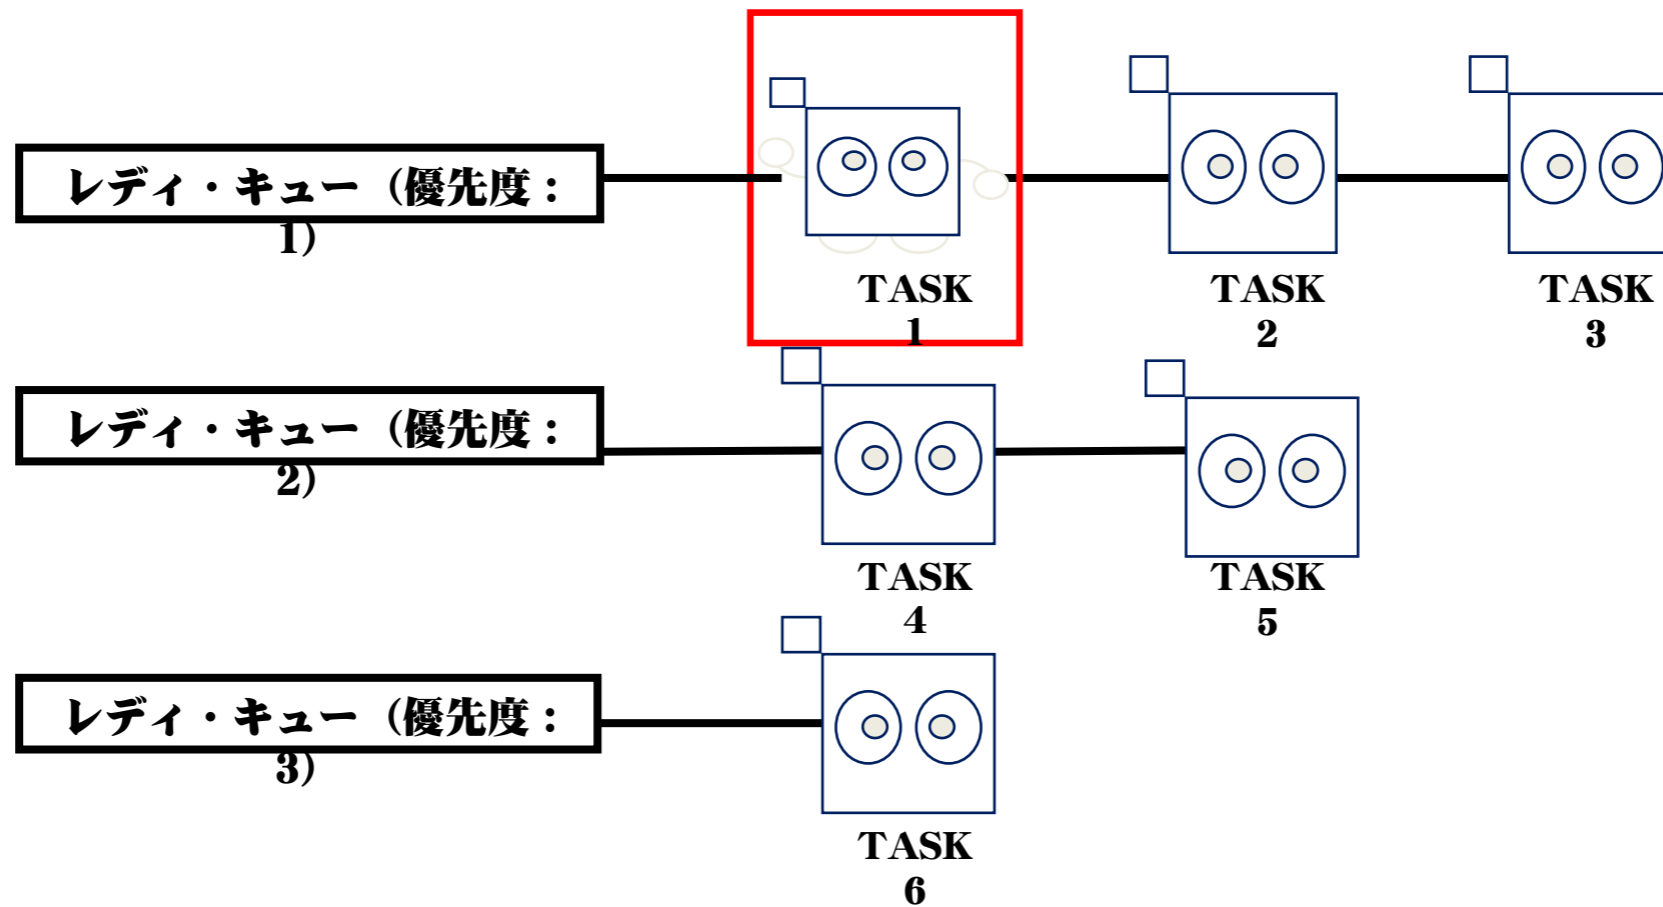 レディ・キュー（優先度：
1）
TASK
1
TASK
2
TASK
3
レディ・キュー（優先度：
2）
TASK
4
TASK
5
レディ・キュー（優先度：
3）
TASK
6